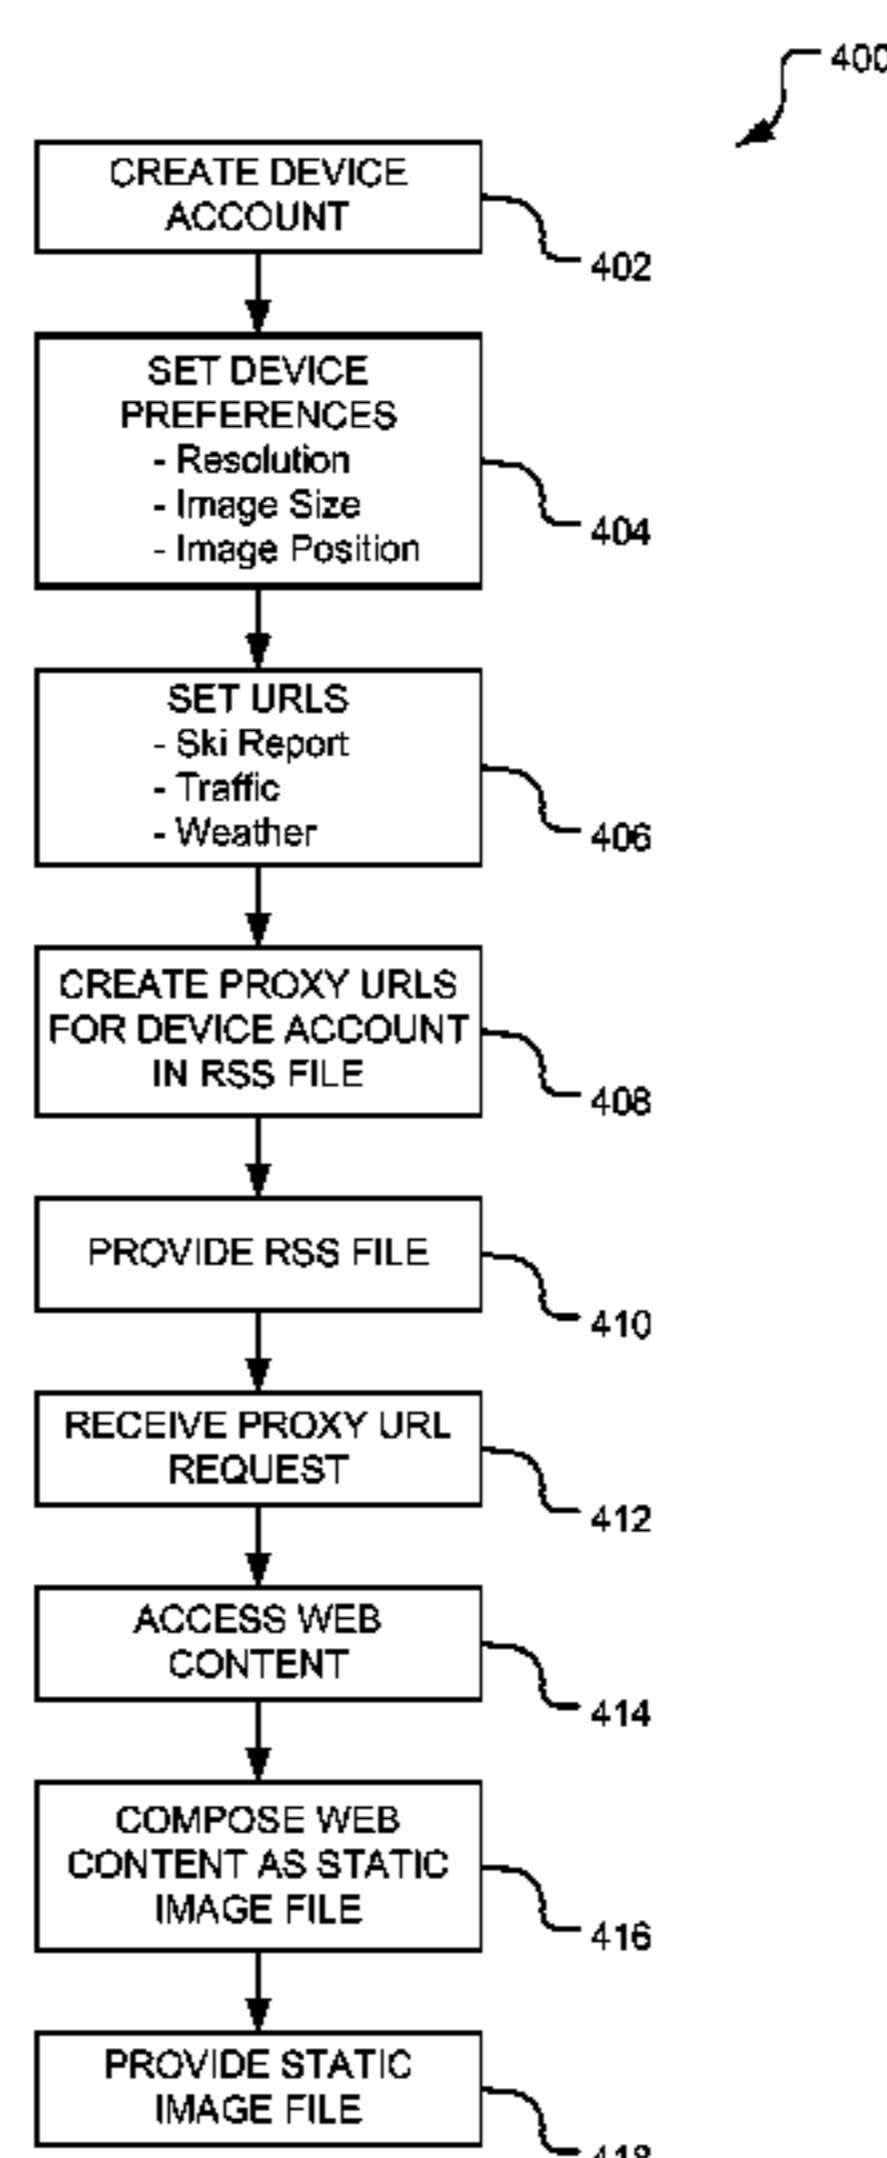 400
CREATE DEVICE
ACCOUNT
402
SET DEVICE
PREFERENCES
- Resolution
- Image Size
- Image Position
404
SET URLS
- Ski Report
- Traffic
- Weather
406
CREATE PROXY URLS
FOR DEVICE ACCOUNT
IN RSS FILE
408
PROVIDE RSS FILE
410
RECEIVE PROXY URL
REQUEST
412
ACCESS WEB
CONTENT
414
COMPOSE WEB
CONTENT AS STATIC
IMAGE FILE
416
PROVIDE STATIC
IMAGE FILE
418